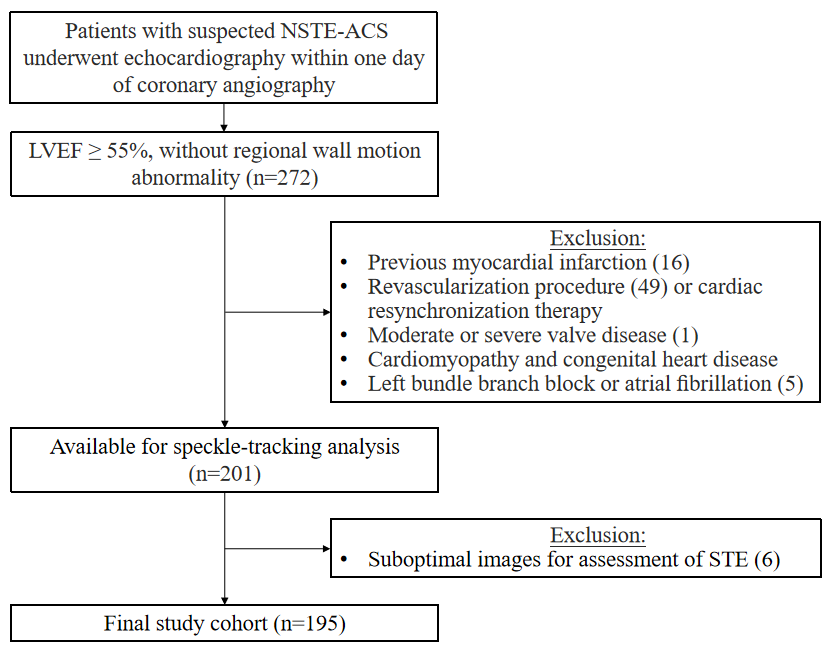 Patients with suspected NSTE-ACS
underwent echocardiography within one day
of coronary angiography
LVEF ≥ 55%, without regional wall motion
abnormality (n=272)
Exclusion:
• Previous myocardial infarction (16)
• Revascularization procedure (49) or cardiac
resynchronization therapy
• Moderate or severe valve disease (1)
• Cardiomyopathy and congenital heart disease
• Left bundle branch block or atrial fibrillation (5)
Available for speckle-tracking analysis
(n=201)
Exclusion:
• Suboptimal images for assessment of STE (6)
Final study cohort (n=195)